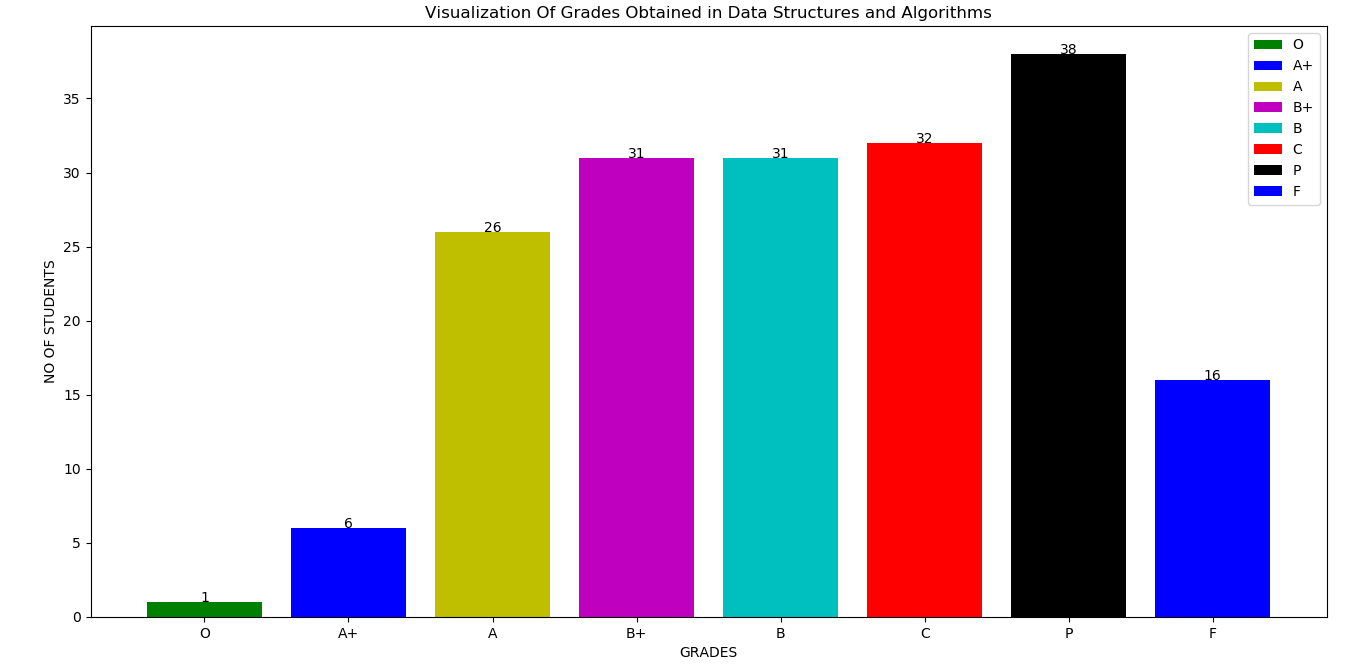 Visualization Of Grades Obtained in Data Structures and Algorithms
NO OF STUDENTS
35
30
25
20
15
10
5
0
1
6
26
31
31
32
38
16
O
A+
A
B+
B
C
P
F
GRADES
O
A+
A
B+
B
C
P
F